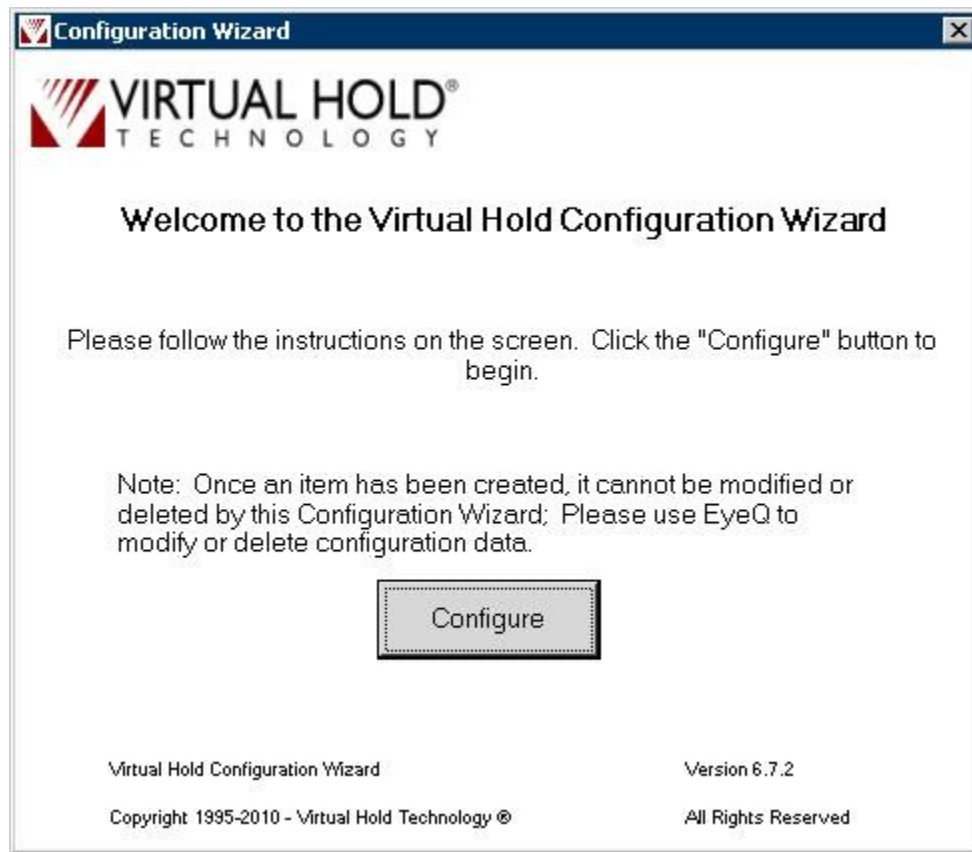 Configuration Wizard
VIRTUAL HOLD®
TECHNOLOGY
Welcome to the Virtual Hold Configuration Wizard
Please follow the instructions on the screen. Click the "Configure" button to
begin.
Note: Once an item has been created, it cannot be modified or
deleted by this Configuration Wizard; Please use EyeQ to
modify or delete configuration data.
Configure
Virtual Hold Configuration Wizard Version 6.7.2
Copyright 1995-2010 - Virtual Hold Technology ® All Rights Reserved